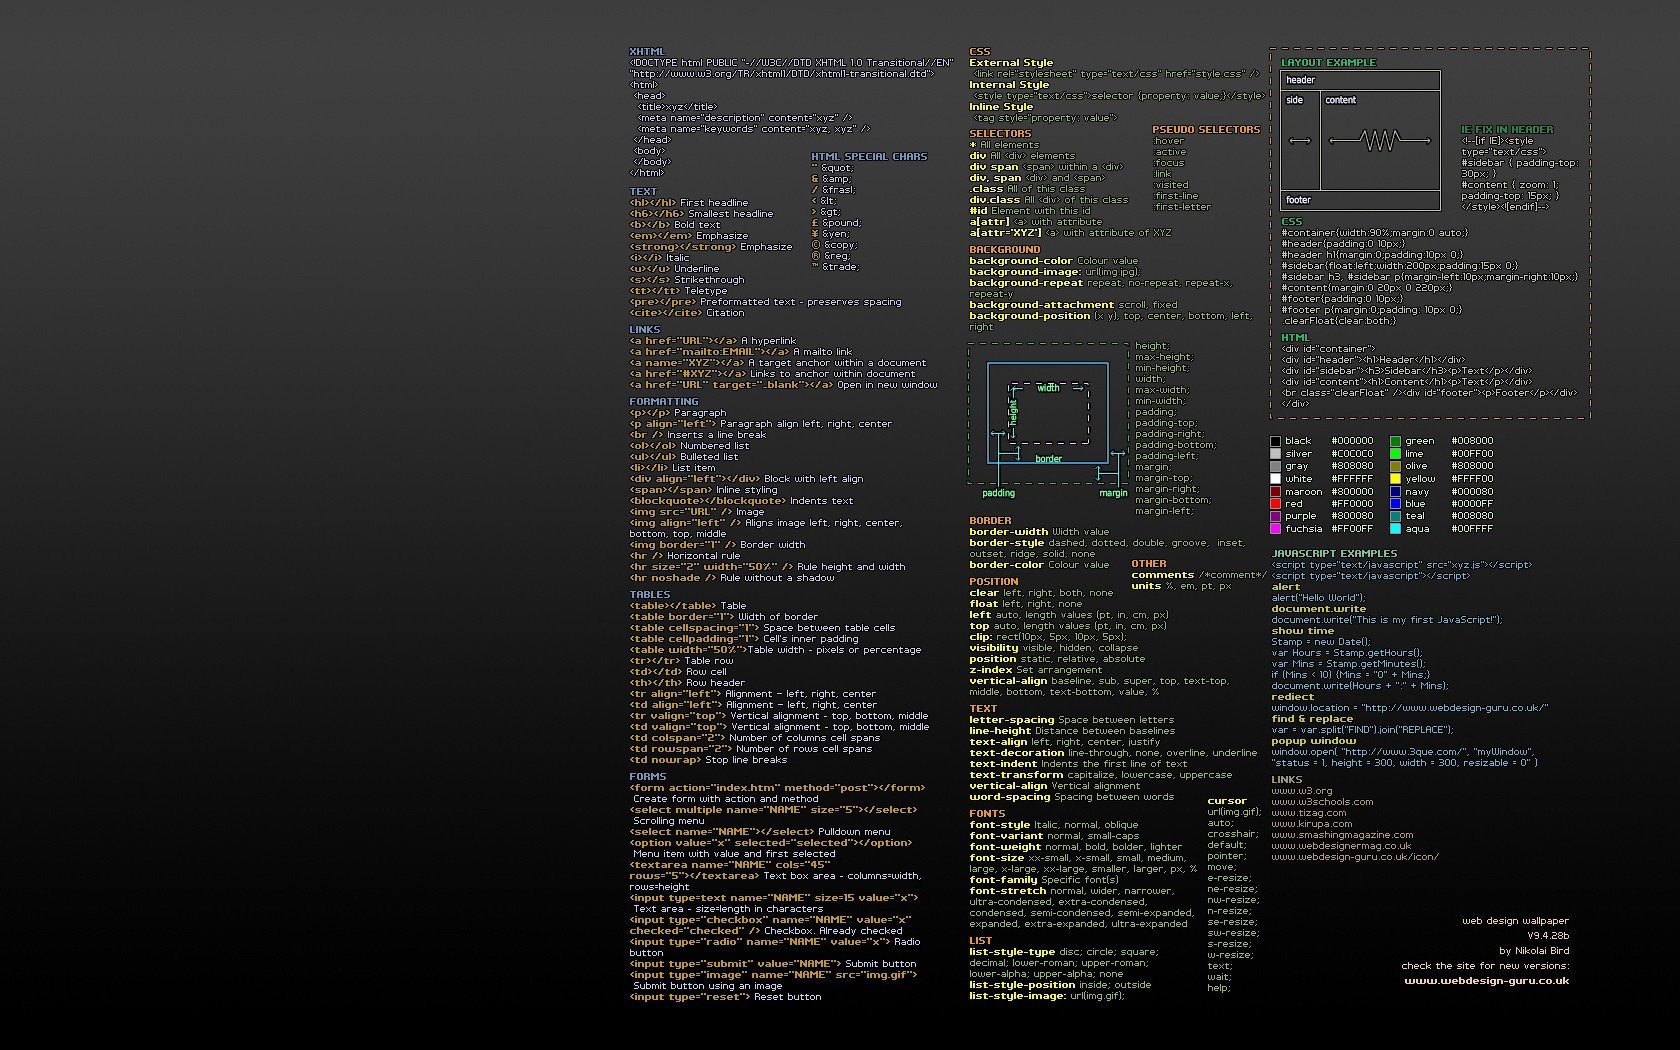 XHTML
<!DOCTYPE html PUBLIC "-//W3C//DTD XHTML 1.0 Transitional//EN"
"http://www.w3.org/TR/xhtml1/DTD/xhtml1-transitional.dtd">
<html>
<head>
<title>xyz</title>
<meta name="description" content="xyz" />
<meta name="keywords" content="xyz, xyz" />
</head>
<body>
</body>
</html>
HTML SPECIAL CHARS
" &quot;
& &amp;
/ &frasl;
< &lt;
> &gt;
£ &pound;
¥ &yen;
© &copy;
® &reg;
™ &trade;
TEXT
<h1></h1> First headline
<h6></h6> Smallest headline
<b></b> Bold text
<em></em> Emphasize
<strong></strong> Emphasize
<i></i> Italic
<u></u> Underline
<s></s> Strikethrough
<tt></tt> Teletype
<pre></pre> Preformatted text - preserves spacing
<cite></cite> Citation
LINKS
<a href="URL"></a> A hyperlink
<a href="mailto:EMAIL"></a> A mailto link
<a name="XYZ"></a> A target anchor within a document
<a href="#XYZ"></a> Links to anchor within document
<a href="URL" target="_blank"></a> Open in new window
FORMATTING
<p></p> Paragraph
<p align="left"> Paragraph align left, right, center
<br /> Inserts a line break
<ol></ol> Numbered list
<ul></ul> Bulleted list
<li></li> List item
<div align="left"></div> Block with left align
<span></span> Inline styling
<blockquote></blockquote> Indents text
<img src="URL" /> Image
<img align="left" /> Aligns image left, right, center,
bottom, top, middle
<img border="1" /> Border width
<hr /> Horizontal rule
<hr size="2" width="50%" /> Rule height and width
<hr noshade /> Rule without a shadow
TABLES
<table></table> Table
<table border="1"> Width of border
<table cellspacing="1"> Space between table cells
<table cellpadding="1"> Cell's inner padding
<table width="50%">Table width - pixels or percentage
<tr></tr> Table row
<td></td> Row cell
<th></th> Row header
<tr align="left"> Alignment - left, right, center
<td align="left"> Alignment - left, right, center
<tr valign="top"> Vertical alignment - top, bottom, middle
<td valign="top"> Vertical alignment - top, bottom, middle
<td colspan="2"> Number of columns cell spans
<td rowspan="2"> Number of rows cell spans
<td nowrap> Stop line breaks
FORMS
<form action="index.htm" method="post"></form>
Create form with action and method
<select multiple name="NAME" size="5"></select>
Scrolling menu
<select name="NAME"></select> Pulldown menu
<option value="x" selected="selected"></option>
Menu item with value and first selected
<textarea name="NAME" cols="45"
rows="5"></textarea> Text box area - columns=width,
rows=height
<input type=text name="NAME" size=15 value="x">
Text area - size=length in characters
<input type="checkbox" name="NAME" value="x"
checked="checked" /> Checkbox. Already checked
<input type="radio" name="NAME" value="x"> Radio
button
<input type="submit" value="NAME"> Submit button
<input type="image" name="NAME" src="img.gif">
Submit button using an image
<input type="reset"> Reset button
CSS
External Style
<link rel="stylesheet" type="text/css" href="style.css" />
Internal Style
<style type="text/css">selector {property: value;}</style>
Inline Style
<tag style="property: value">
SELECTORS
* All elements
div All <div> elements
div span <span> within a <div>
div, span <div> and <span>
.class All of this class
div.class All <div> of this class
#id Element with this id
a[attr] <a> with attribute
a[attr="XYZ"] <a> with attribute of XYZ
PSEUDO SELECTORS
:hover
:active
:focus
:link
:visited
:first-line
:first-letter
BACKGROUND
background-color Colour value
background-image: url(img.jpg);
background-repeat repeat, no-repeat, repeat-x,
repeat-y
background-attachment scroll, fixed
background-position (x y), top, center, bottom, left,
right
width
height
border
padding
margin
height;
max-height;
min-height;
width;
max-width;
min-width;
padding;
padding-top;
padding-right;
padding-bottom;
padding-left;
margin;
margin-top;
margin-right;
margin-bottom;
margin-left;
BORDER
border-width Width value
border-style dashed, dotted, double, groove, inset,
outset, ridge, solid, none
border-color Colour value
OTHER
comments /*comment*/
units %, em, pt, px
POSITION
clear left, right, both, none
float left, right, none
left auto, length values (pt, in, cm, px)
top auto, length values (pt, in, cm, px)
clip: rect(10px, 5px, 10px, 5px);
visibility visible, hidden, collapse
position static, relative, absolute
z-index Set arrangement
vertical-align baseline, sub, super, top, text-top,
middle, bottom, text-bottom, value, %
TEXT
letter-spacing Space between letters
line-height Distance between baselines
text-align left, right, center, justify
text-decoration line-through, none, overline, underline
text-indent Indents the first line of text
text-transform capitalize, lowercase, uppercase
vertical-align Vertical alignment
word-spacing Spacing between words
FONTS
font-style Italic, normal, oblique
font-variant normal, small-caps
font-weight normal, bold, bolder, lighter
font-size xx-small, x-small, small, medium,
large, x-large, xx-large, smaller, larger, px, %
font-family Specific font(s)
font-stretch normal, wider, narrower,
ultra-condensed, extra-condensed,
condensed, semi-condensed, semi-expanded,
expanded, extra-expanded, ultra-expanded
LIST
list-style-type disc; circle; square;
decimal; lower-roman; upper-roman;
lower-alpha; upper-alpha; none
list-style-position inside; outside
list-style-image: url(img.gif);
cursor
url(img.gif);
auto;
crosshair;
default;
pointer;
move;
e-resize;
ne-resize;
nw-resize;
n-resize;
se-resize;
sw-resize;
s-resize;
w-resize;
text;
wait;
help;
LAYOUT EXAMPLE
header
side content
footer
IE FIX IN HEADER
<!--[if IE]><style
type="text/css">
#sidebar { padding-top:
30px; }
#content { zoom: 1;
padding-top: 15px; }
</style><![endif]-->
CSS
#container{width:90%;margin:0 auto;}
#header{padding:0 10px;}
#header h1{margin:0;padding:10px 0;}
#sidebar{float:left;width:200px;padding:15px 0;}
#sidebar h3, #sidebar p{margin-left:10px;margin-right:10px;}
#content{margin:0 20px 0 220px;}
#footer{padding:0 10px;}
#footer p{margin:0;padding: 10px 0;}
.clearFloat{clear:both;}
HTML
<div id="container">
<div id="header"><h1>Header</h1></div>
<div id="sidebar"><h3>Sidebar</h3><p>Text</p></div>
<div id="content"><h1>Content</h1><p>Text</p></div>
<br class="clearFloat" /><div id="footer"><p>Footer</p></div>
</div>
black #000000 green #008000
silver #C0C0C0 lime #00FF00
gray #808080 olive #808000
white #FFFFFF yellow #FFFF00
maroon #800000 navy #000080
red #FF0000 blue #0000FF
purple #800080 teal #008080
fuchsia #FF00FF aqua #00FFFF
JAVASCRIPT EXAMPLES
<script type="text/javascript" src="xyz.js"></script>
<script type="text/javascript"></script>
alert
alert("Hello World");
document.write
document.write("This is my first JavaScript!");
show time
Stamp = new Date();
var Hours = Stamp.getHours();
var Mins = Stamp.getMinutes();
if (Mins < 10) {Mins = "0" + Mins;}
document.write(Hours + ":" + Mins);
rediect
window.location = "http://www.webdesign-guru.co.uk/"
find & replace
var = var.split("FIND").join("REPLACE");
popup window
window.open( "http://www.3que.com/", "myWindow",
"status = 1, height = 300, width = 300, resizable = 0" )
LINKS
www.w3.org
www.w3schools.com
www.tizag.com
www.kirupa.com
www.smashingmagazine.com
www.webdesignermag.co.uk
www.webdesign-guru.co.uk/icon/
web design wallpaper
V9.4.28b
by Nikolai Bird
check the site for new versions:
www.webdesign-guru.co.uk